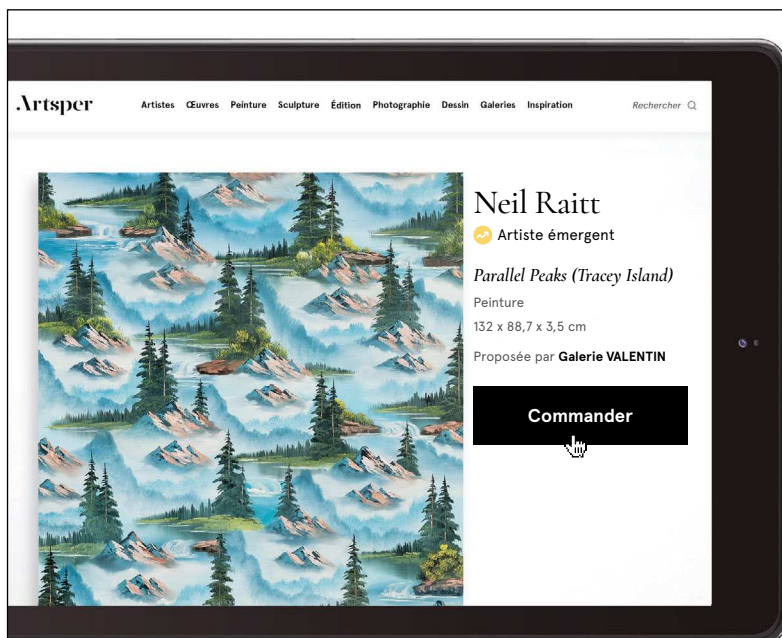 Artsper
Artistes Œuvres Peinture Sculpture Édition Photographie Dessin Galeries Inspiration
Rechercher
Neil Raitt
Artiste émergent
Parallel Peaks (Tracey Island)
Peinture
132 x 88,7 x 3,5 cm
Proposée par Galerie VALENTIN
Commander